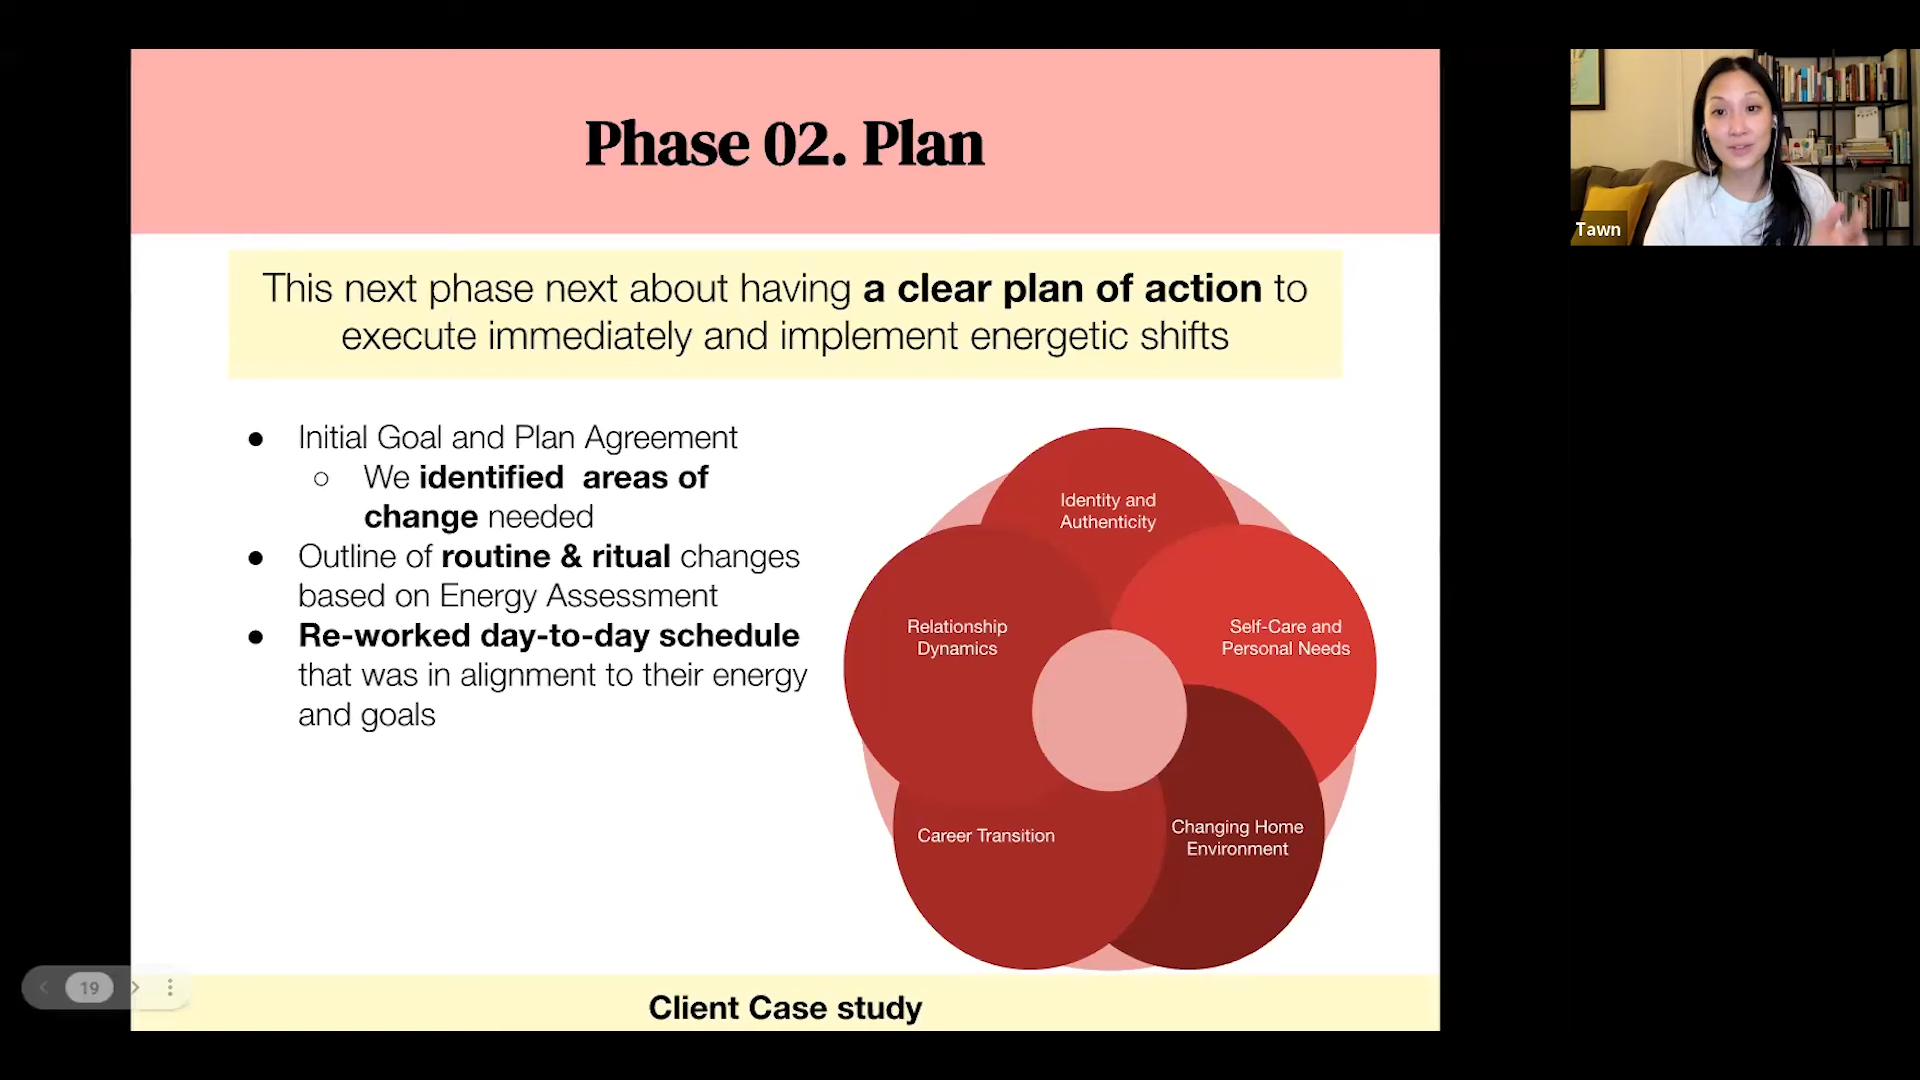 Phase 02. Plan
This next phase next about having a clear plan of action to
execute immediately and implement energetic shifts
● Initial Goal and Plan Agreement
○ We identified  areas of
change needed
● Outline of routine & ritual changes
based on Energy Assessment
● Re-worked day-to-day schedule
that was in alignment to their energy
and goals
Identity and
Authenticity
Relationship
Dynamics
Self-Care and
Personal Needs
Career Transition
Changing Home
Environment
Client Case study
19
Tawn